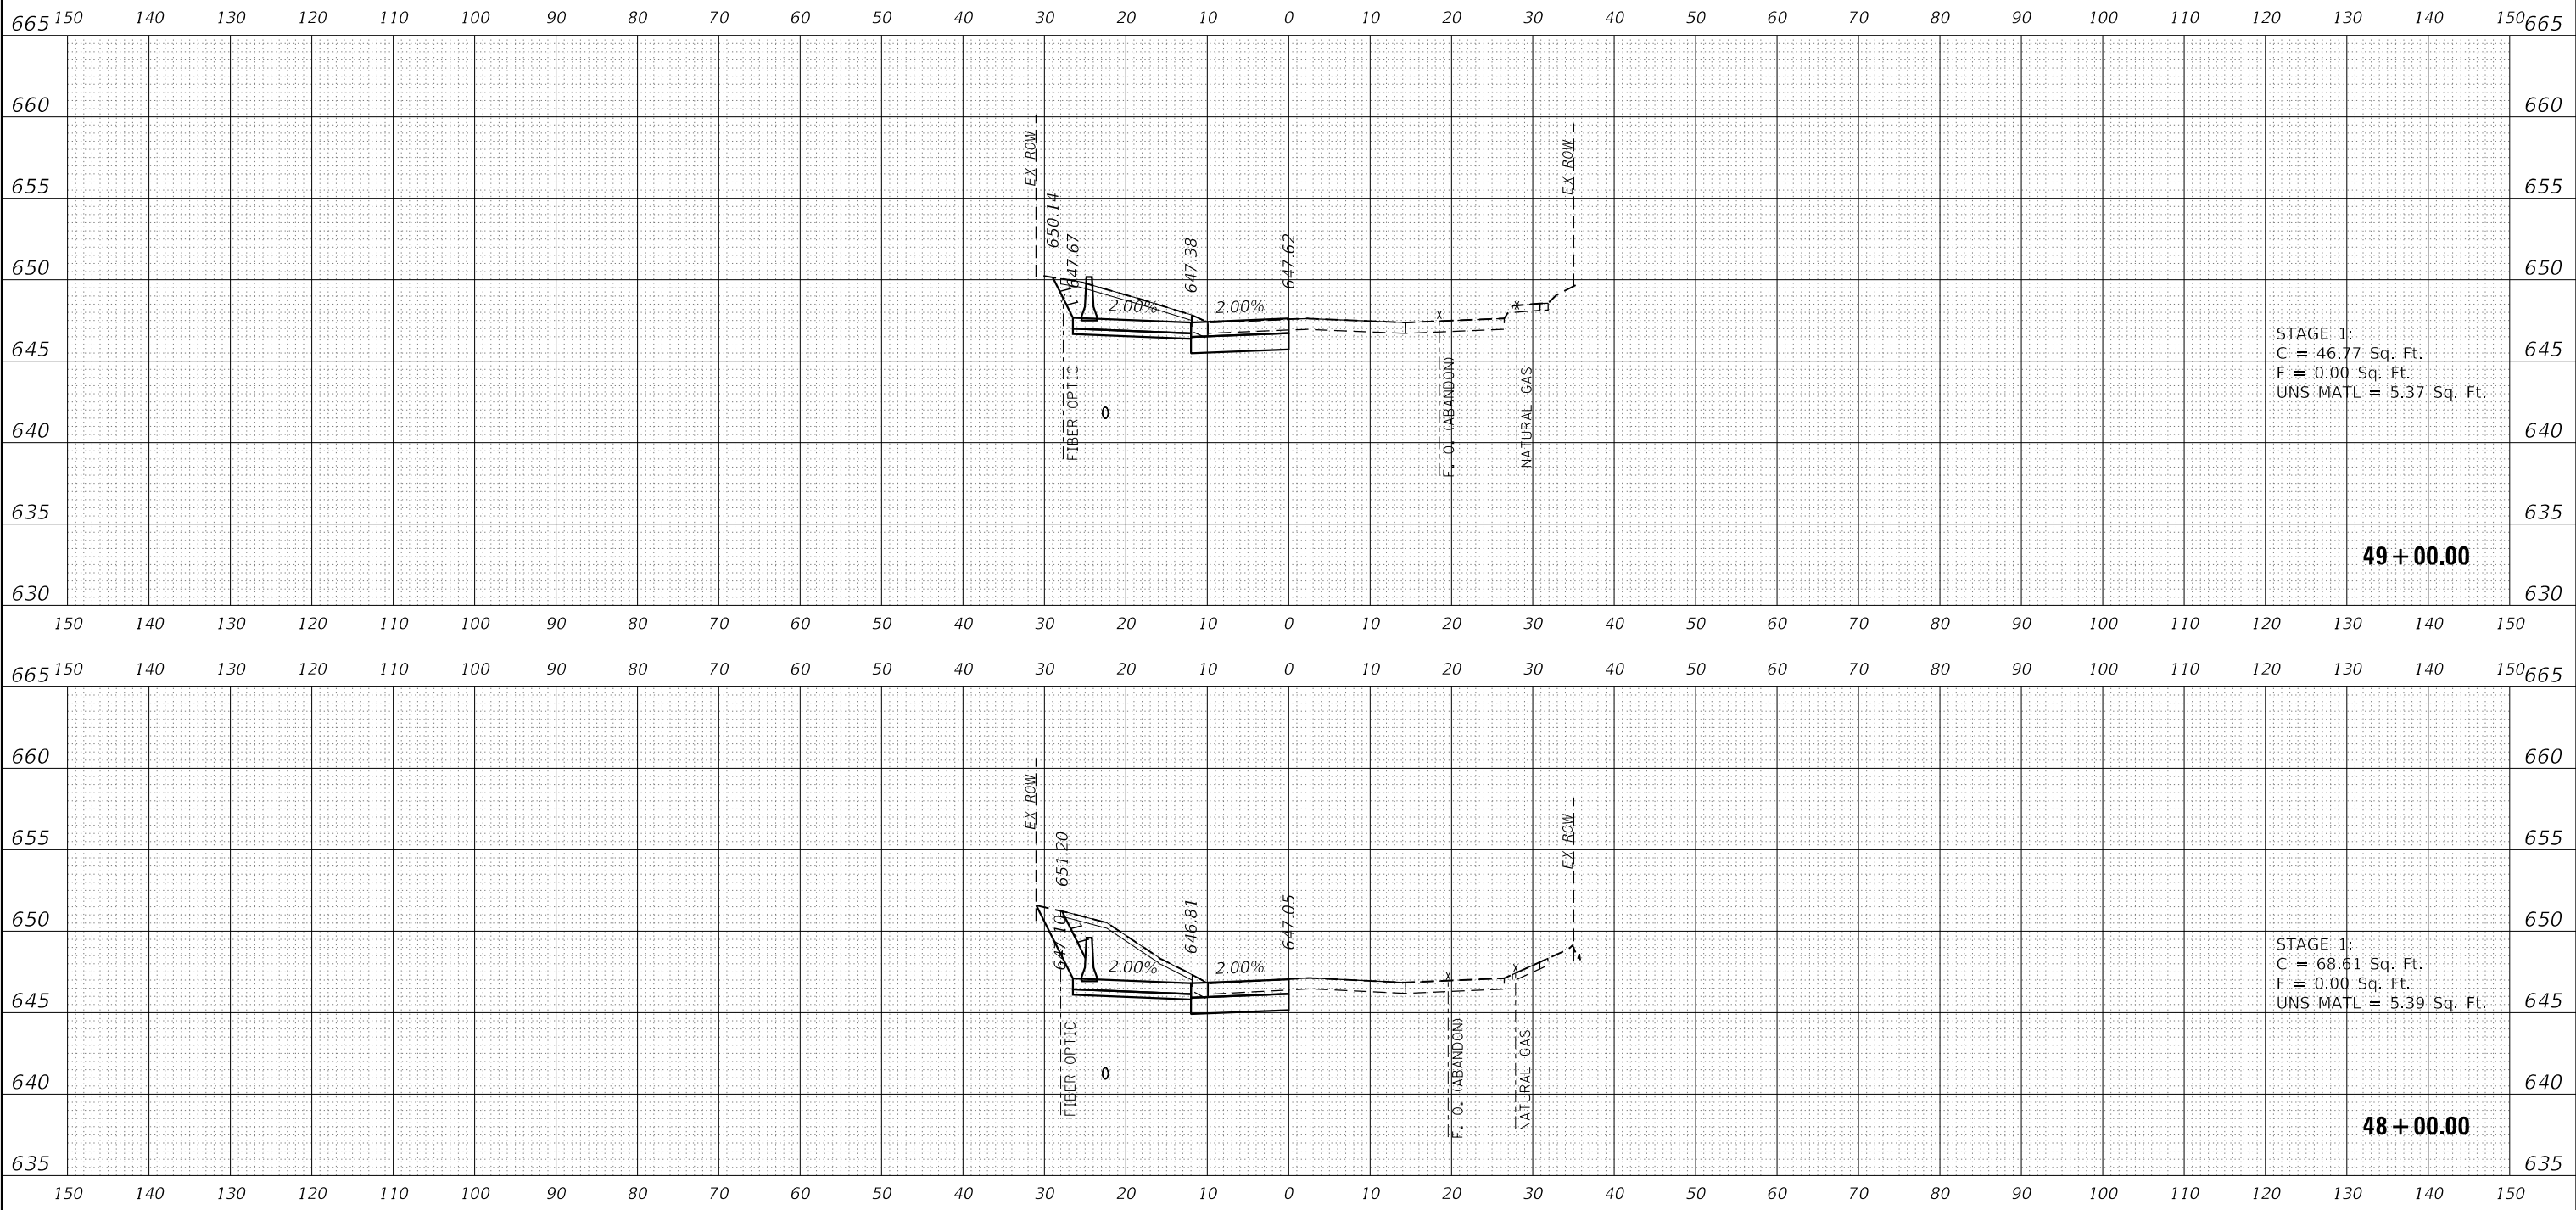 150 140 130 120 110 100 90 80 70 60 50 40 30 20 10 0 10 20 30 40 50 60 70 80 90 100 110 120 130 140 150
665 665
660 660
EX ROW EX ROW
655 655
650.14
647.67 647.38 647.62
650 650
2.00% 2.00%
STAGE 1:
645 645
C = 46.77 Sq. Ft.
F = 0.00 Sq. Ft.
UNS MATL = 5.37 Sq. Ft.
FIBER OPTIC F. O. (ABANDON) NATURAL GAS
640 640
635 635
49+00.00
630 630
150 140 130 120 110 100 90 80 70 60 50 40 30 20 10 0 10 20 30 40 50 60 70 80 90 100 110 120 130 140 150
150 140 130 120 110 100 90 80 70 60 50 40 30 20 10 0 10 20 30 40 50 60 70 80 90 100 110 120 130 140 150
665 665
660 660
EX ROW EX ROW
655 655
651.20
647.10 646.81 647.05
650 650
2.00% 2.00%
STAGE 1:
C = 68.61 Sq. Ft.
F = 0.00 Sq. Ft.
645 645
UNS MATL = 5.39 Sq. Ft.
FIBER OPTIC F. O. (ABANDON) NATURAL GAS
640 640
48+00.00
635 635
150 140 130 120 110 100 90 80 70 60 50 40 30 20 10 0 10 20 30 40 50 60 70 80 90 100 110 120 130 140 150